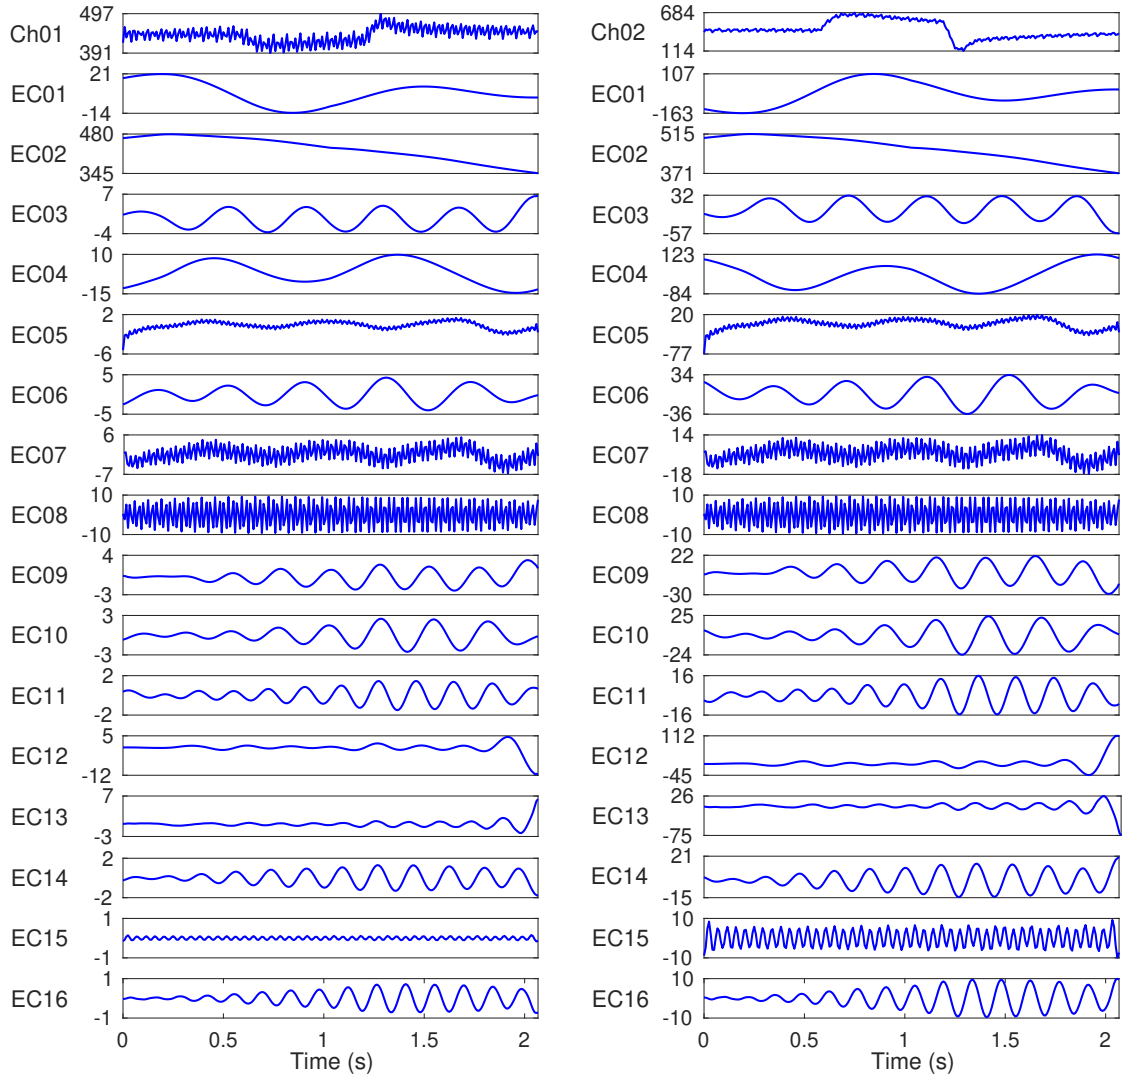 Ch01 497 391
EC01 21 -14
EC02 480 345
EC03 7 -4
EC04 10 -15
EC05 2 -6
EC06 5 -5
EC07 6 -7
EC08 10 -10
EC09 4 -3
EC10 3 -3
EC11 2 -2
EC12 5 -12
EC13 7 -3
EC14 2 -2
EC15 1 -1
EC16 1 -1
0 0.5 1 1.5 2
Time (s)
Ch02 684 114
EC01 107 -163
EC02 515 371
EC03 32 -57
EC04 123 -84
EC05 20 -77
EC06 34 -36
EC07 14 -18
EC08 10 -10
EC09 22 -30
EC10 25 -24
EC11 16 -16
EC12 112 -45
EC13 26 -75
EC14 21 -15
EC15 10 -10
EC16 10 -10
0 0.5 1 1.5 2
Time (s)